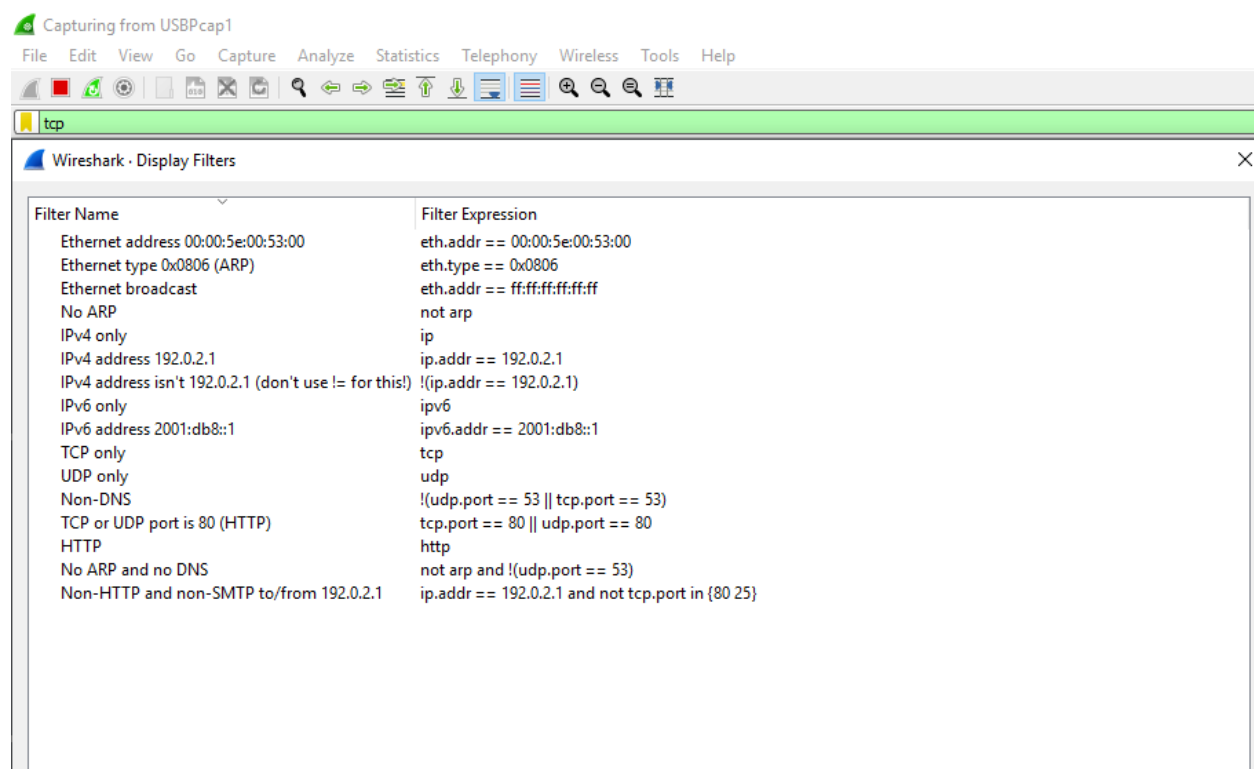 Capturing from USBPcap1
File Edit View Go Capture Analyze Statistics Telephony Wireless Tools Help
tcp
Wireshark · Display Filters
Filter Name Filter Expression
Ethernet address 00:00:5e:00:53:00 eth.addr == 00:00:5e:00:53:00
Ethernet type 0x0806 (ARP) eth.type == 0x0806
Ethernet broadcast eth.addr == ff:ff:ff:ff:ff:ff
No ARP not arp
IPv4 only ip
IPv4 address 192.0.2.1 ip.addr == 192.0.2.1
IPv4 address isn't 192.0.2.1 (don't use != for this!) !(ip.addr == 192.0.2.1)
IPv6 only ipv6
IPv6 address 2001:db8::1 ipv6.addr == 2001:db8::1
TCP only tcp
UDP only udp
Non-DNS !(udp.port == 53 || tcp.port == 53)
TCP or UDP port is 80 (HTTP) tcp.port == 80 || udp.port == 80
HTTP http
No ARP and no DNS not arp and !(udp.port == 53)
Non-HTTP and non-SMTP to/from 192.0.2.1 ip.addr == 192.0.2.1 and not tcp.port in {80 25}